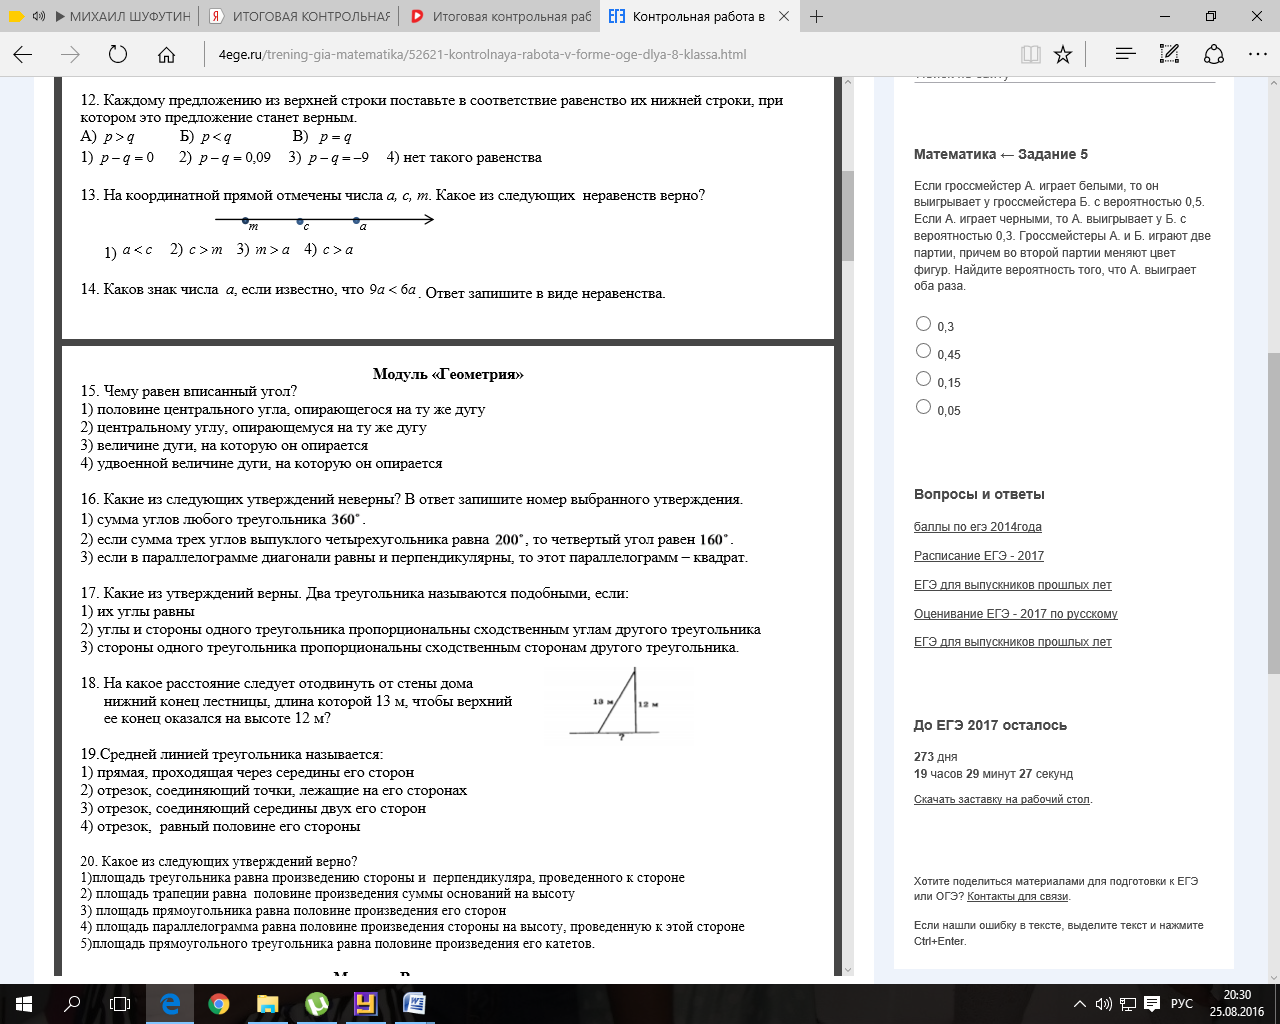 МИХАИЛ ШУФУТИН
ИТОГОВАЯ КОНТРОЛЬНАЯ
Итоговая контрольная раб
Контрольная работа в
4ege.ru/trening-gia-matematika/52621-kontrolnaya-rabota-v-forme-oge-dlya-8-klassa.html
12. Каждому предложению из верхней строки поставьте в соответствие равенство их нижней строки, при
котором это предложение станет верным.
А) p > q Б) p < q В) p = q
1) p – q = 0 2) p – q = 0,09 3) p – q = –9 4) нет такого равенства
13. На координатной прямой отмечены числа a, c, m. Какое из следующих неравенств верно?
m c a
1) a < c 2) c > m 3) m > a 4) c > a
14. Каков знак числа a, если известно, что 9a < 6a . Ответ запишите в виде неравенства.
Модуль «Геометрия»
15. Чему равен вписанный угол?
1) половине центрального угла, опирающегося на ту же дугу
2) центральному углу, опирающемуся на ту же дугу
3) величине дуги, на которую он опирается
4) удвоенной величине дуги, на которую он опирается
16. Какие из следующих утверждений неверны? В ответ запишите номер выбранного утверждения.
1) сумма углов любого треугольника 360˚.
2) если сумма трех углов выпуклого четырехугольника равна 200˚, то четвертый угол равен 160˚.
3) если в параллелограмме диагонали равны и перпендикулярны, то этот параллелограмм – квадрат.
17. Какие из утверждений верны. Два треугольника называются подобными, если:
1) их углы равны
2) углы и стороны одного треугольника пропорциональны сходственным углам другого треугольника
3) стороны одного треугольника пропорциональны сходственным сторонам другого треугольника.
18. На какое расстояние следует отодвинуть от стены дома
нижний конец лестницы, длина которой 13 м, чтобы верхний
ее конец оказался на высоте 12 м?
13 м 12 м
?
19.Средней линией треугольника называется:
1) прямая, проходящая через середины его сторон
2) отрезок, соединяющий точки, лежащие на его сторонах
3) отрезок, соединяющий середины двух его сторон
4) отрезок, равный половине его стороны
20. Какое из следующих утверждений верно?
1)площадь треугольника равна произведению стороны и перпендикуляра, проведенного к стороне
2) площадь трапеции равна половине произведения суммы оснований на высоту
3) площадь прямоугольника равна половине произведения его сторон
4) площадь параллелограмма равна половине произведения стороны на высоту, проведенную к этой стороне
5)площадь прямоугольного треугольника равна половине произведения его катетов.
Математика ← Задание 5
Если гроссмейстер А. играет белыми, то он
выигрывает у гроссмейстера Б. с вероятностью 0,5.
Если А. играет черными, то А. выигрывает у Б. с
вероятностью 0,3. Гроссмейстеры А. и Б. играют две
партии, причем во второй партии меняют цвет
фигур. Найдите вероятность того, что А. выиграет
оба раза.
0,3
0,45
0,15
0,05
Вопросы и ответы
баллы по егэ 2014года
Расписание ЕГЭ - 2017
ЕГЭ для выпускников прошлых лет
Оценивание ЕГЭ - 2017 по русскому
ЕГЭ для выпускников прошлых лет
До ЕГЭ 2017 осталось
273 дня
19 часов 29 минут 27 секунд
Скачать заставку на рабочий стол.
Хотите поделиться материалами для подготовки к ЕГЭ
или ОГЭ? Контакты для связи.
Если нашли ошибку в тексте, выделите текст и нажмите
Ctrl+Enter.
РУС
20:30
25.08.2016